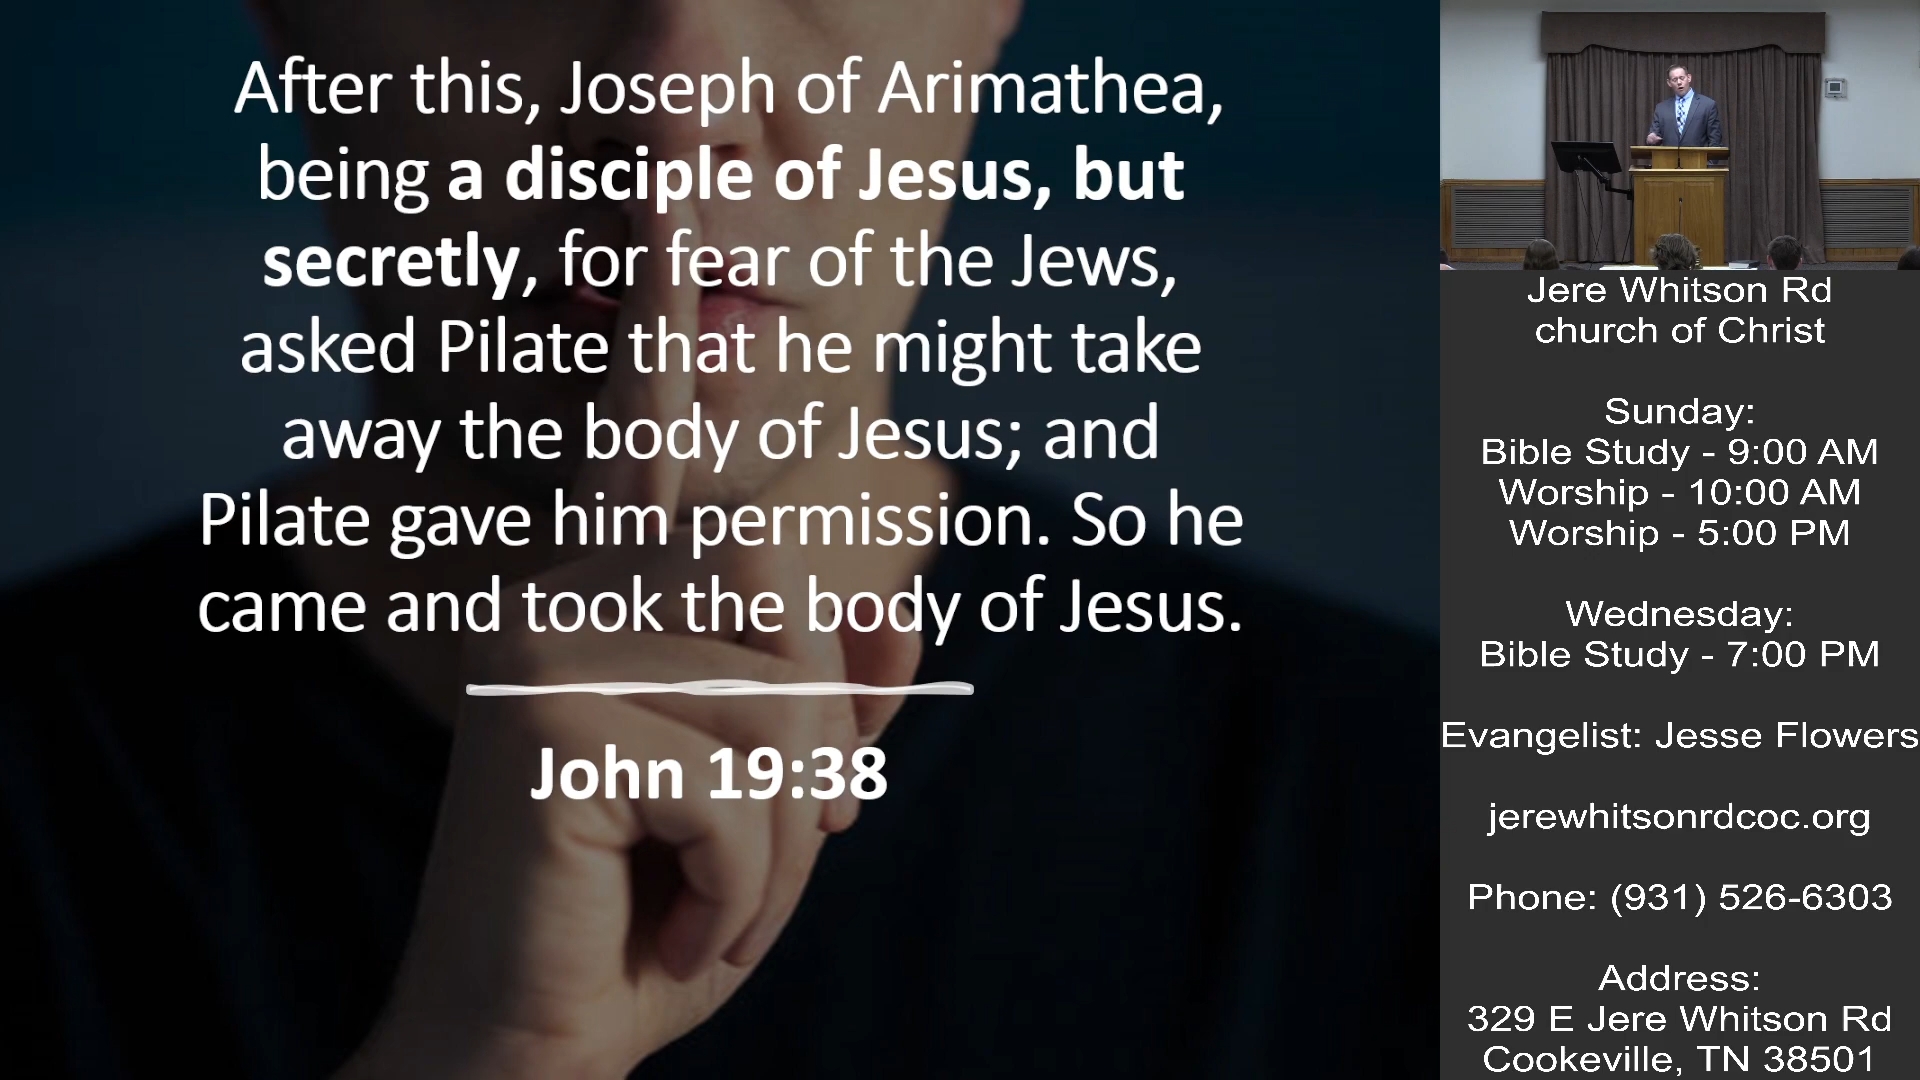 After this, Joseph of Arimathea,
being a disciple of Jesus, but
secretly, for fear of the Jews,
asked Pilate that he might take
away the body of Jesus; and
Pilate gave him permission. So he
came and took the body of Jesus.
John 19:38
Jere Whitson Rd
church of Christ
Sunday:
Bible Study - 9:00 AM
Worship - 10:00 AM
Worship - 5:00 PM
Wednesday:
Bible Study - 7:00 PM
Evangelist: Jesse Flowers
jerewhitsonrdcoc.org
Phone: (931) 526-6303
Address:
329 E Jere Whitson Rd
Cookeville, TN 38501